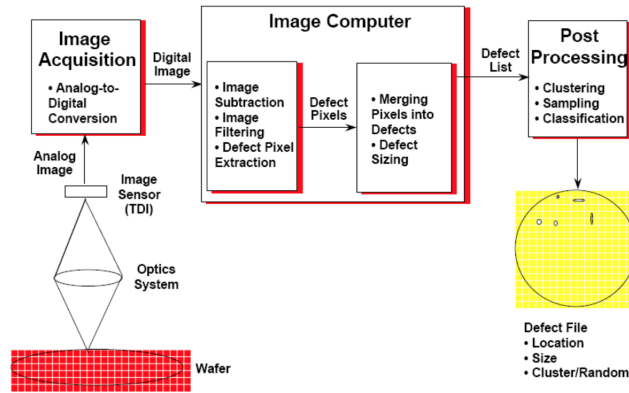 Image
Acquisition
• Analog-to-
Digital
Conversion
Analog
Image
Image
Sensor
(TDI)
Optics
System
Wafer
Digital
Image
Image Computer
• Image
Subtraction
• Image
Filtering
• Defect Pixel
Extraction
Defect
Pixels
• Merging
Pixels into
Defects
• Defect
Sizing
Defect
List
Post
Processing
• Clustering
• Sampling
• Classification
Defect File
• Location
• Size
• Cluster/Random